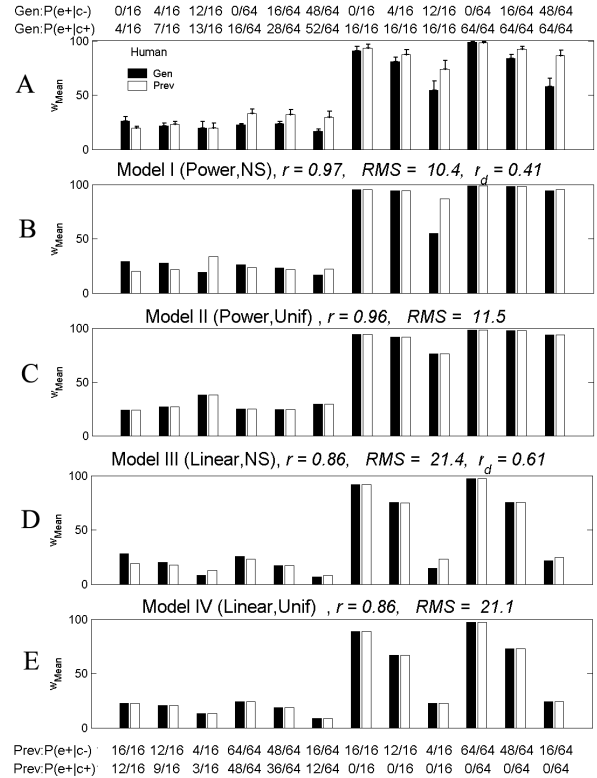 Gen:P(e+|c-) 0/16 4/16 12/16 0/64 16/64 48/64 0/16 4/16 12/16 0/64 16/64 48/64
Gen:P(e+|c+) 4/16 7/16 13/16 16/64 28/64 52/64 16/16 16/16 16/16 64/64 64/64 64/64
A
100
50
0
wMean
Human
Gen
Prev
Model I (Power,NS), r = 0.97, RMS = 10.4, rd = 0.41
B
100
50
0
wMean
Model II (Power,Unif) , r = 0.96, RMS = 11.5
C
100
50
0
wMean
Model III (Linear,NS), r = 0.86, RMS = 21.4, rd = 0.61
D
100
50
0
wMean
Model IV (Linear,Unif) , r = 0.86, RMS = 21.1
E
100
50
0
wMean
Prev:P(e+|c-) 16/16 12/16 4/16 64/64 48/64 16/64 16/16 12/16 4/16 64/64 48/64 16/64
Prev:P(e+|c+) 12/16 9/16 3/16 48/64 36/64 12/64 0/16 0/16 0/16 0/64 0/64 0/64